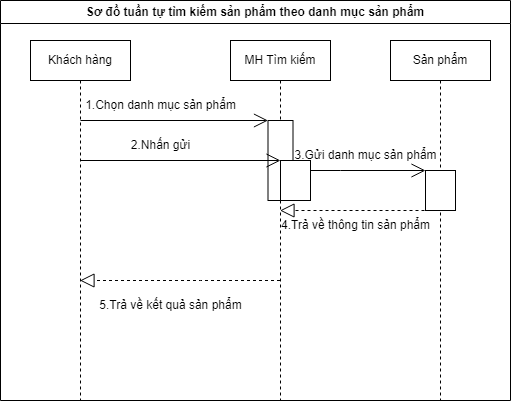 Sơ đồ tuần tự tìm kiếm sản phẩm theo danh mục sản phẩm
Khách hàng
MH Tìm kiếm
Sản phẩm
1.Chọn danh mục sản phẩm
2.Nhấn gửi
3.Gửi danh mục sản phẩm
4.Trả về thông tin sản phẩm
5.Trả về kết quả sản phẩm